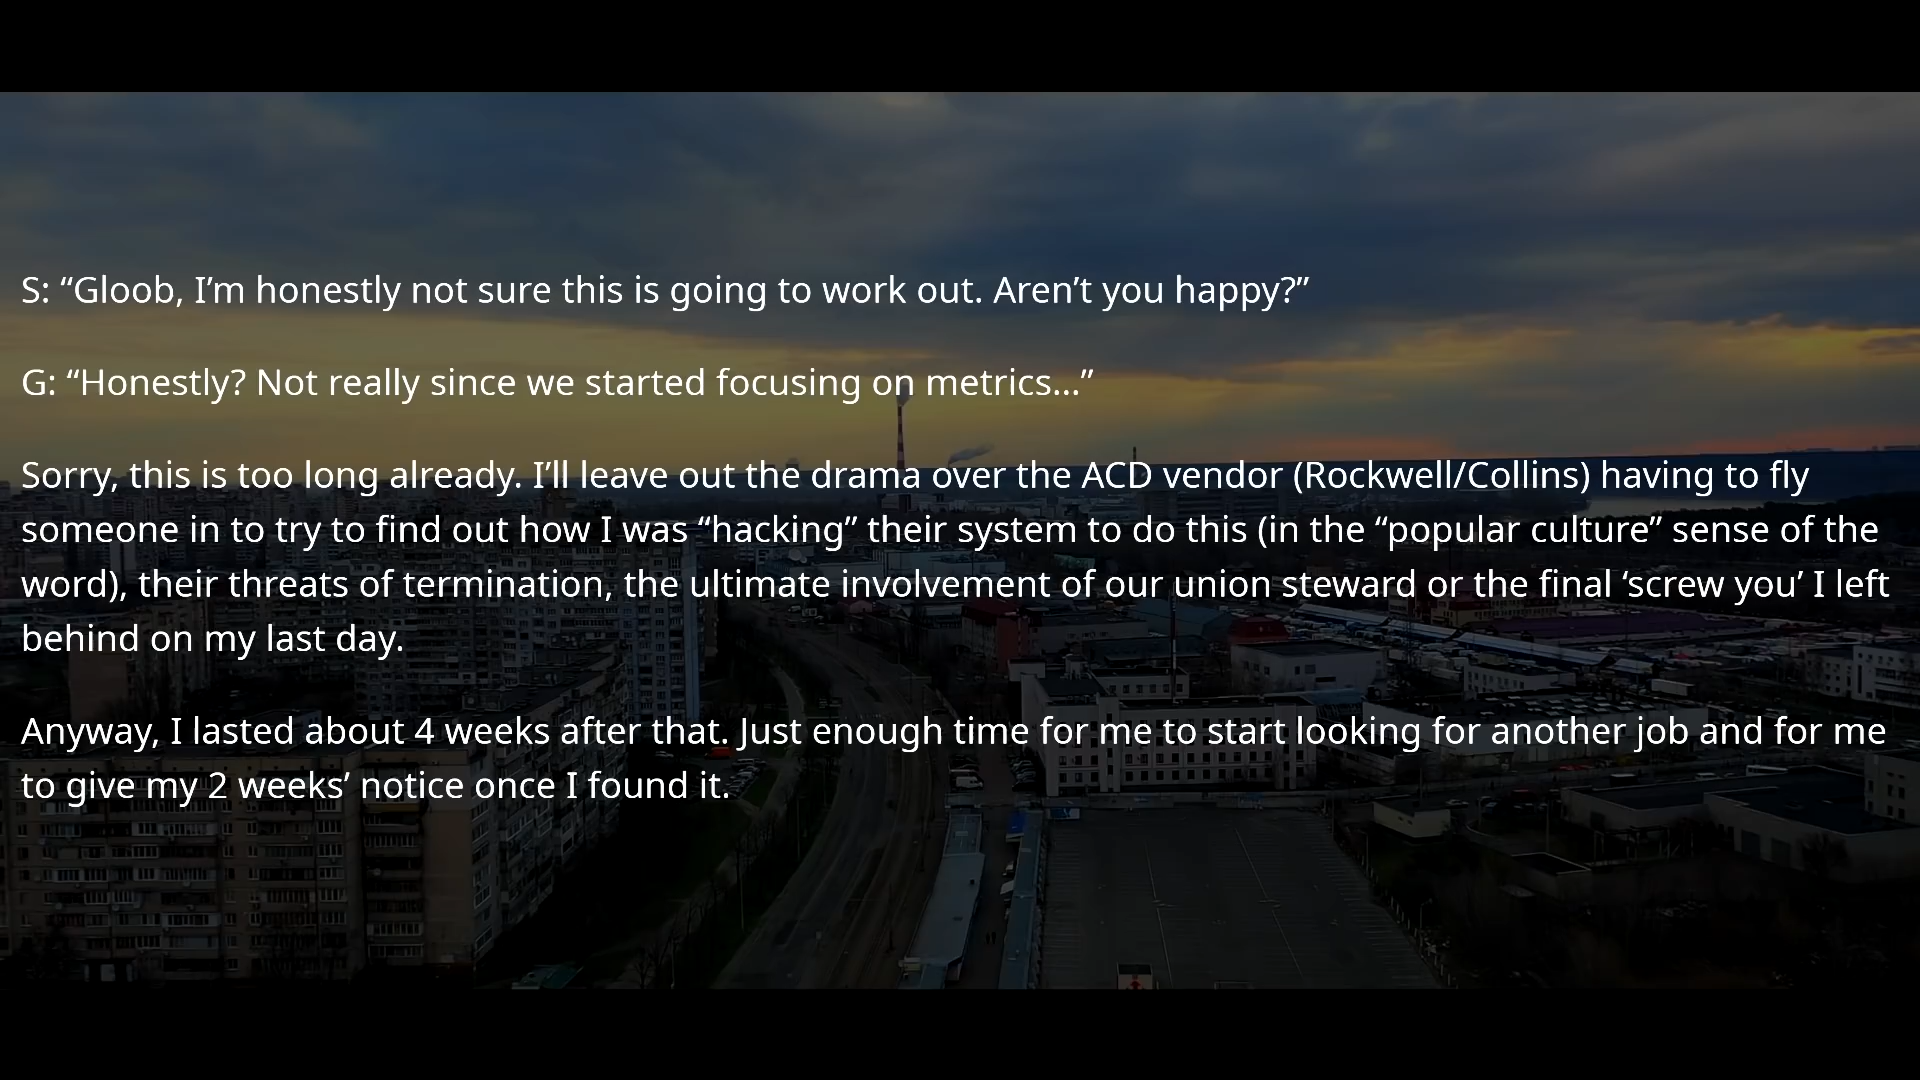 S: “Gloob, I’m honestly not sure this is going to work out. Aren’t you happy?”
G: “Honestly? Not really since we started focusing on metrics…”
Sorry, this is too long already. I’ll leave out the drama over the ACD vendor (Rockwell/Collins) having to fly
someone in to try to find out how I was “hacking” their system to do this (in the “popular culture” sense of the
word), their threats of termination, the ultimate involvement of our union steward or the final ‘screw you’ I left
behind on my last day.
Anyway, I lasted about 4 weeks after that. Just enough time for me to start looking for another job and for me
to give my 2 weeks’ notice once I found it.